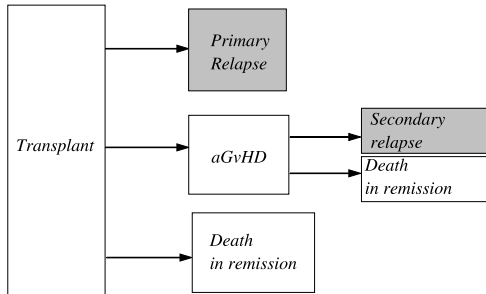 Primary
Relapse
Transplant
aGvHD
Secondary
relapse
Death
in remission
Death
in remission